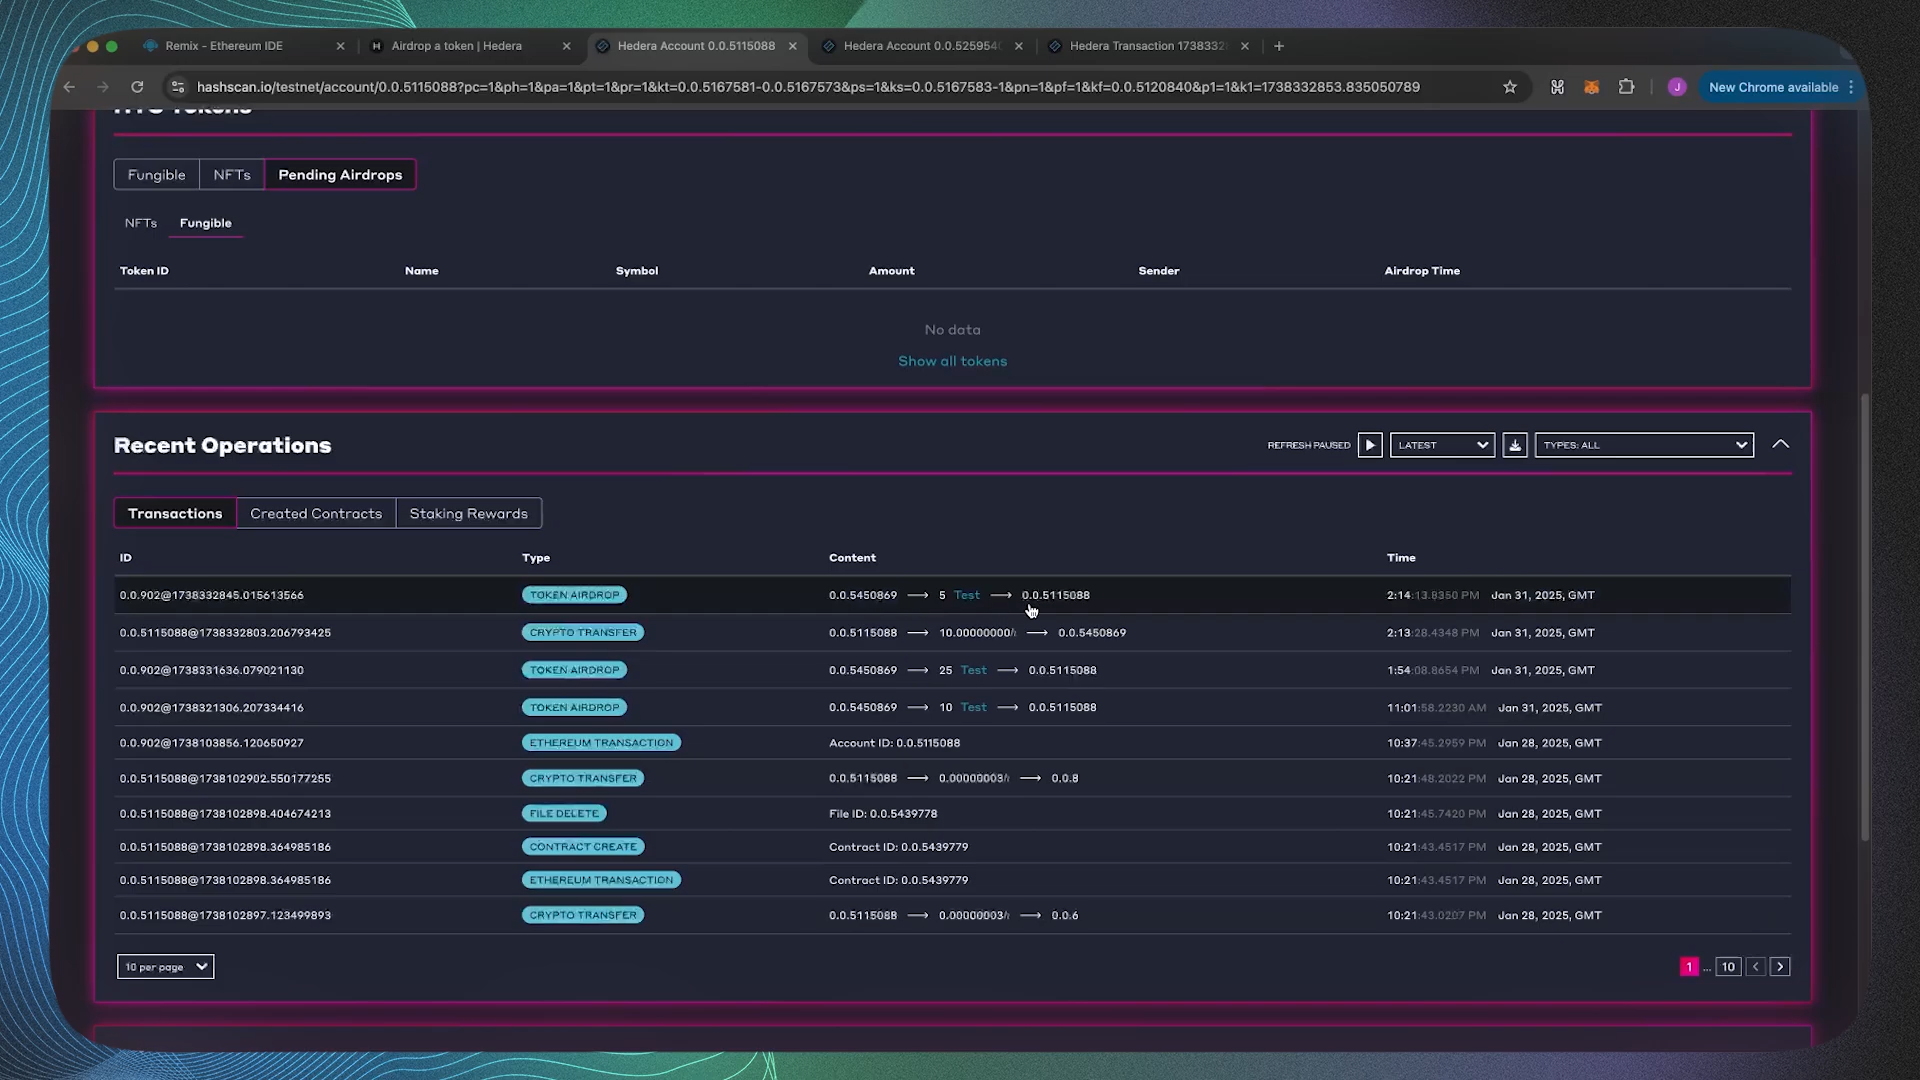 Remix - Ethereum IDE
Airdrop a token | Hedera
Hedera Account 0.0.5115088
Hedera Account 0.0.525954
Hedera Transaction 1738332
hashscan.io/testnet/account/0.0.5115088?pc=1&ph=1&pa=1&pt=1&pr=1&kt=0.0.5167581-0.0.5167573&ps=1&ks=0.0.5167583-1&pn=1&pf=1&kf=0.0.5120840&p1=1&k1=1738332853.835050789
J
New Chrome available
Fungible NFTs Pending Airdrops
NFTs Fungible
Token ID Name Symbol Amount Sender Airdrop Time
No data
Show all tokens
Recent Operations
REFRESH PAUSED LATEST TYPES: ALL
Transactions Created Contracts Staking Rewards
ID Type Content Time
0.0.902@1738332845.015613566 TOKEN AIRDROP 0.0.5450869 ⟶ 5 Test ⟶ 0.0.5115088 2:14:13.8350 PM Jan 31, 2025, GMT
0.0.5115088@1738332803.206793425 CRYPTO TRANSFER 0.0.5115088 ⟶ 10.00000000ℏ ⟶ 0.0.5450869 2:13:28.4348 PM Jan 31, 2025, GMT
0.0.902@1738331636.079021130 TOKEN AIRDROP 0.0.5450869 ⟶ 25 Test ⟶ 0.0.5115088 1:54:08.8654 PM Jan 31, 2025, GMT
0.0.902@1738321306.207334416 TOKEN AIRDROP 0.0.5450869 ⟶ 10 Test ⟶ 0.0.5115088 11:01:58.2230 AM Jan 31, 2025, GMT
0.0.902@1738103856.120650927 ETHEREUM TRANSACTION Account ID: 0.0.5115088 10:37:45.2959 PM Jan 28, 2025, GMT
0.0.5115088@1738102902.550177255 CRYPTO TRANSFER 0.0.5115088 ⟶ 0.00000003ℏ ⟶ 0.0.8 10:21:48.2022 PM Jan 28, 2025, GMT
0.0.5115088@1738102898.404674213 FILE DELETE File ID: 0.0.5439778 10:21:45.7420 PM Jan 28, 2025, GMT
0.0.5115088@1738102898.364985186 CONTRACT CREATE Contract ID: 0.0.5439779 10:21:43.4517 PM Jan 28, 2025, GMT
0.0.5115088@1738102898.364985186 ETHEREUM TRANSACTION Contract ID: 0.0.5439779 10:21:43.4517 PM Jan 28, 2025, GMT
0.0.5115088@1738102897.123499893 CRYPTO TRANSFER 0.0.5115088 ⟶ 0.00000003ℏ ⟶ 0.0.6 10:21:43.0207 PM Jan 28, 2025, GMT
10 per page 1 ... 10